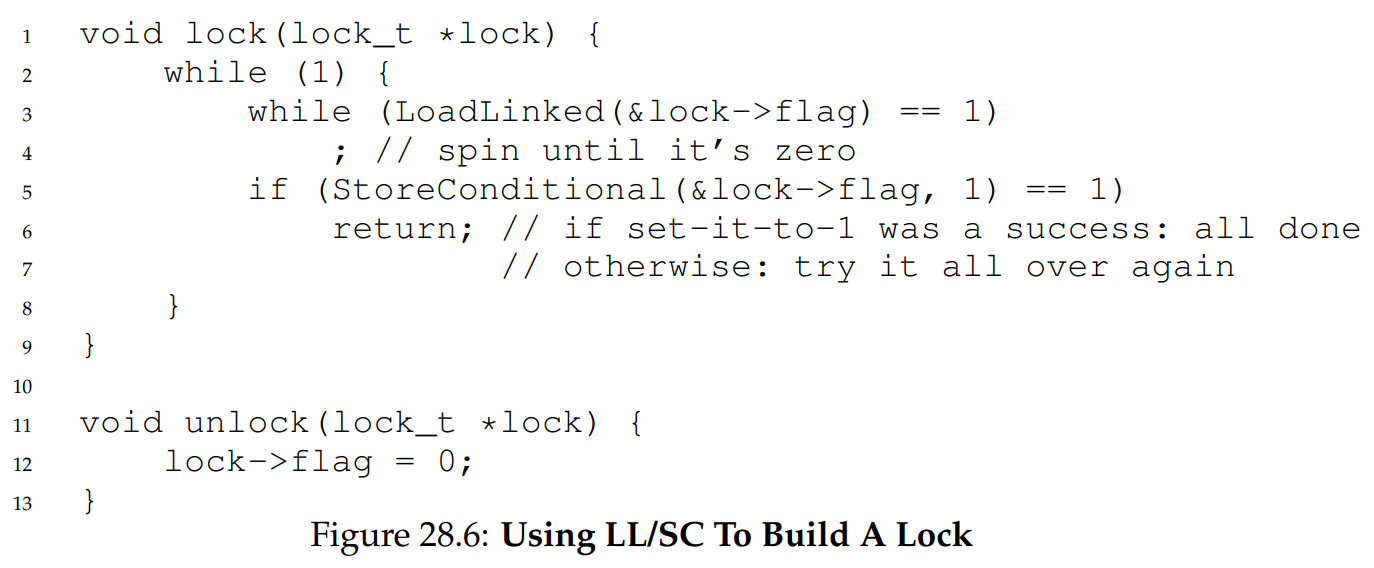 1 void lock(lock_t *lock) {
2 while (1) {
3 while (LoadLinked(&lock->flag) == 1)
4 ; // spin until it's zero
5 if (StoreConditional(&lock->flag, 1) == 1)
6 return; // if set-it-to-1 was a success: all done
7 // otherwise: try it all over again
8 }
9 }
10
11 void unlock(lock_t *lock) {
12 lock->flag = 0;
13 }
Figure 28.6: Using LL/SC To Build A Lock